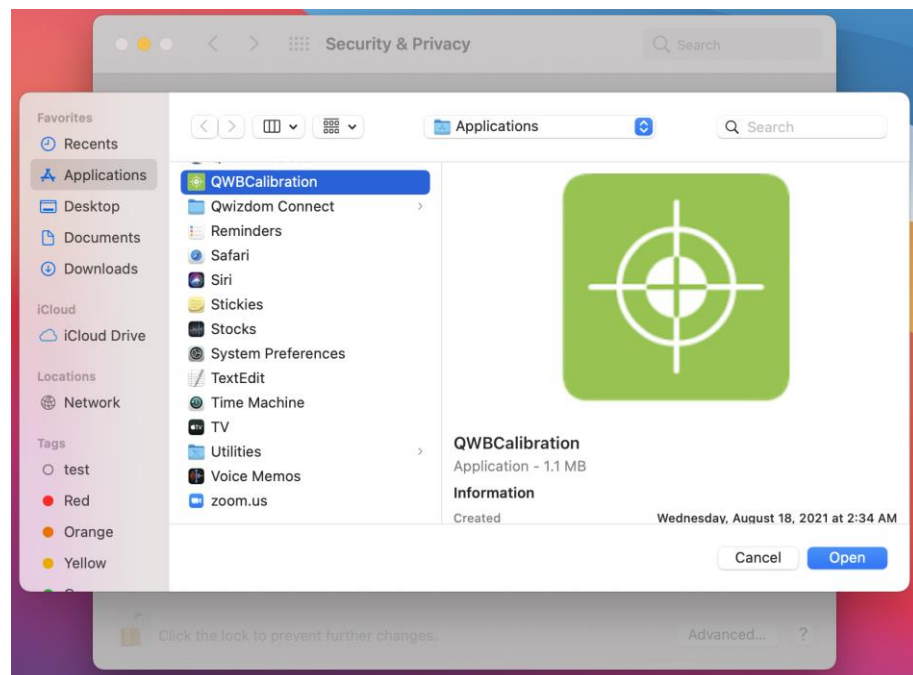 Security & Privacy
Search
Favorites
Recents
Applications
Desktop
Documents
Downloads
iCloud
iCloud Drive
Locations
Network
Tags
test
Red
Orange
Yellow
Applications
Search
QWBCalibration
Qwizdom Connect
Reminders
Safari
Siri
Stickies
Stocks
System Preferences
TextEdit
Time Machine
TV
Utilities
Voice Memos
zoom.us
QWBCalibration
Application - 1.1 MB
Information
Created Wednesday, August 18, 2021 at 2:34 AM
Cancel Open
Click the lock to prevent further changes.
Advanced... ?